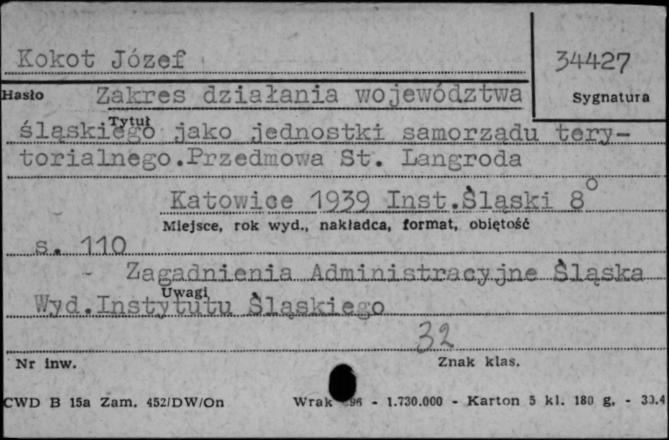 Kokot Józef
34427
Hasło
Sygnatura
Zakres działania województwa
Tytuł
śląskiego jako jednostki samorządu tery-
torialnego.Przedmowa St. Langroda
Katowice 1939 Inst.Śląski 8°
Miejsce, rok wyd., nakładca, format, objętość
s. 110
- Zagadnienia Administracyjne Śląska
Uwagi
Wyd.Instytutu Śląskiego
32
Nr inw.
Znak klas.
CWD B 15a Zam. 452/DW/On
Wrak 96 - 1.730.000 - Karton 5 kl. 180 g. - 30.4